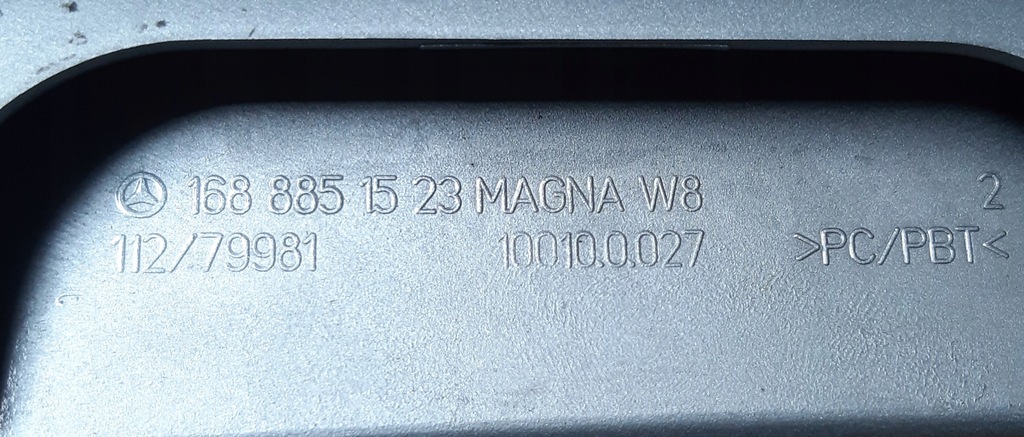 168 885 15 23 MAGNA W8 2
112/79981 10010.0.027 >PC/PBT<